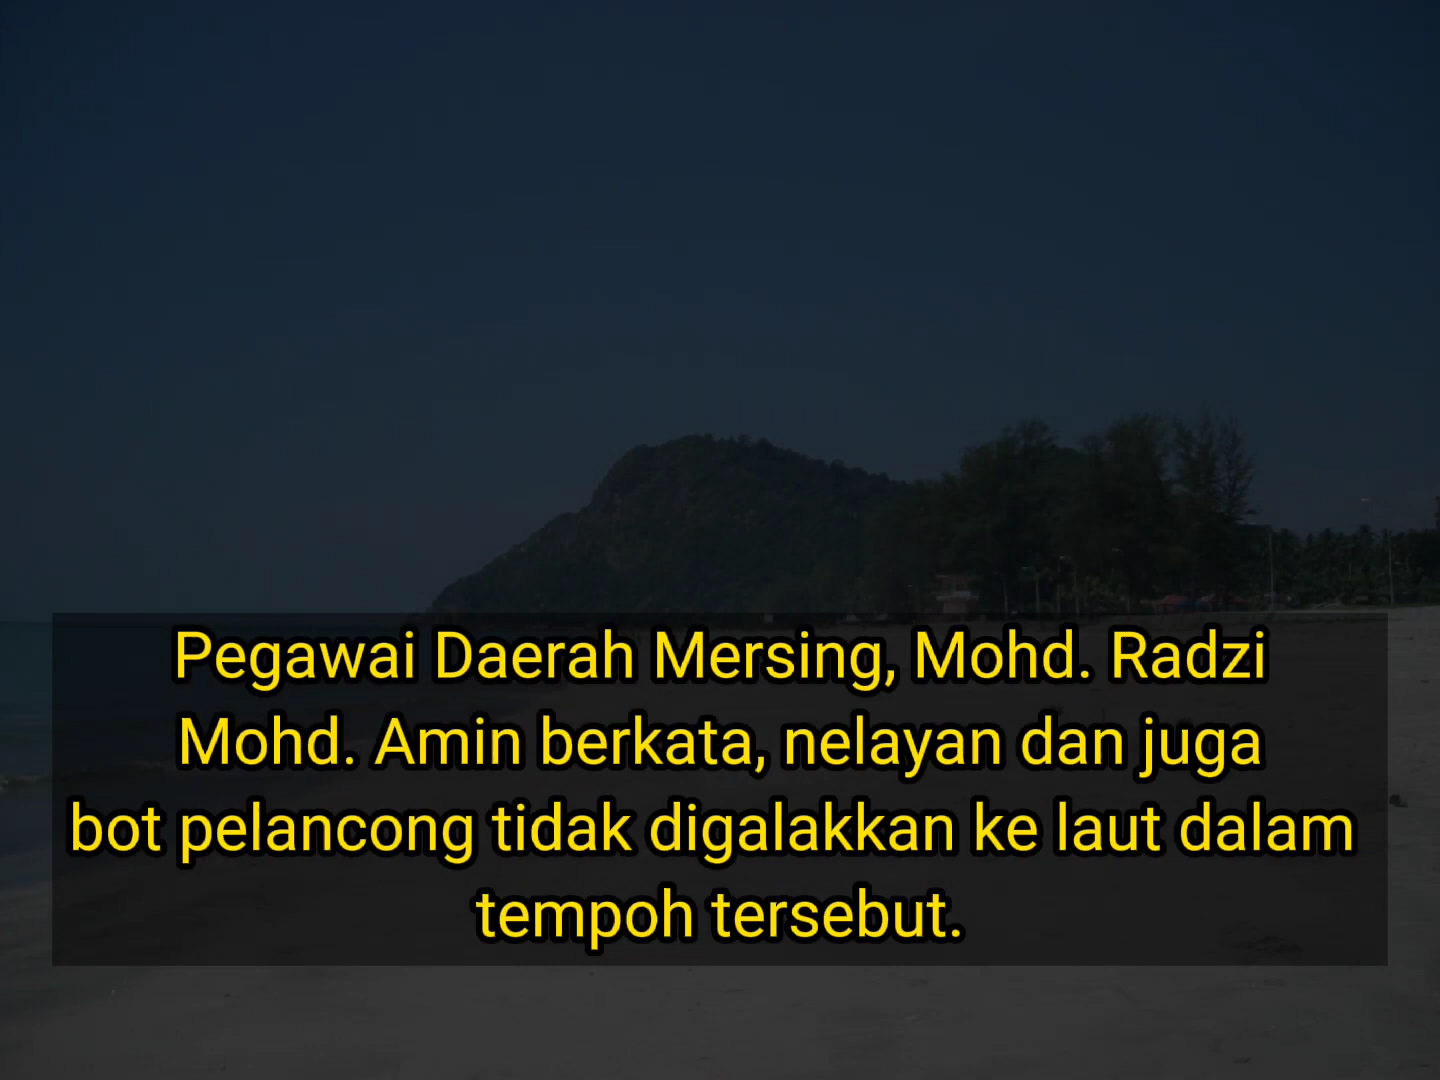 Pegawai Daerah Mersing, Mohd. Radzi
Mohd. Amin berkata, nelayan dan juga
bot pelancong tidak digalakkan ke laut dalam
tempoh tersebut.